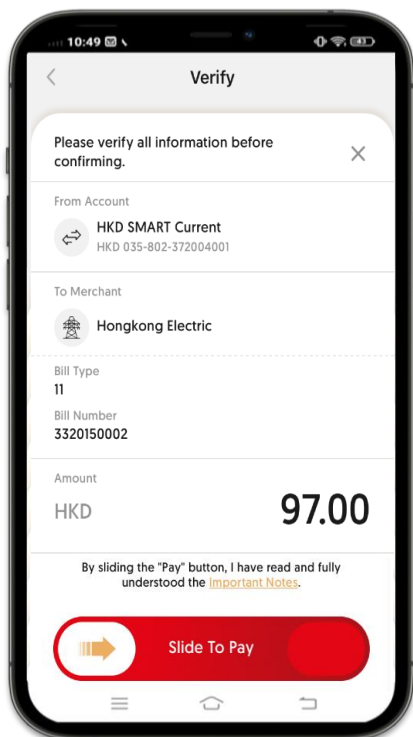 10:49
Verify
Please verify all information before
confirming.
From Account
HKD SMART Current
HKD 035-802-372004001
To Merchant
Hongkong Electric
Bill Type
11
Bill Number
3320150002
Amount
HKD 97.00
By sliding the "Pay" button, I have read and fully
understood the Important Notes.
Slide To Pay